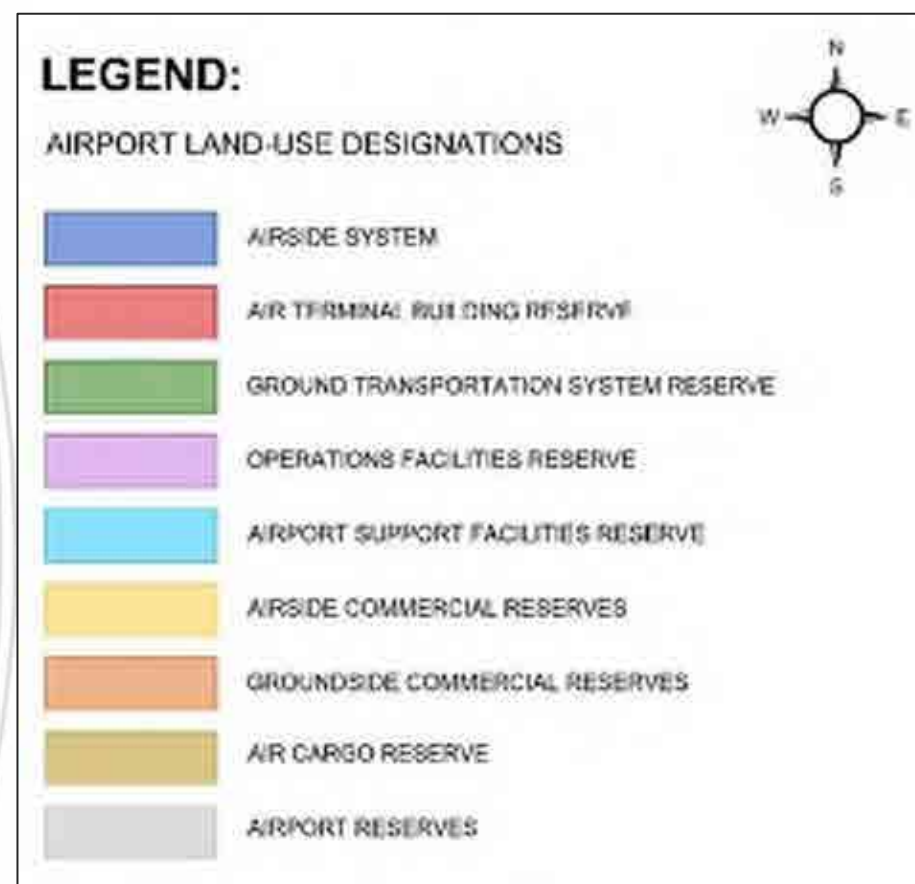 LEGEND:
N
W E
S
AIRPORT LAND-USE DESIGNATIONS
AIRSIDE SYSTEM
AIR TERMINAL BUILDING RESERVE
GROUND TRANSPORTATION SYSTEM RESERVE
OPERATIONS FACILITIES RESERVE
AIRPORT SUPPORT FACILITIES RESERVE
AIRSIDE COMMERCIAL RESERVES
GROUNDSIDE COMMERCIAL RESERVES
AIR CARGO RESERVE
AIRPORT RESERVES